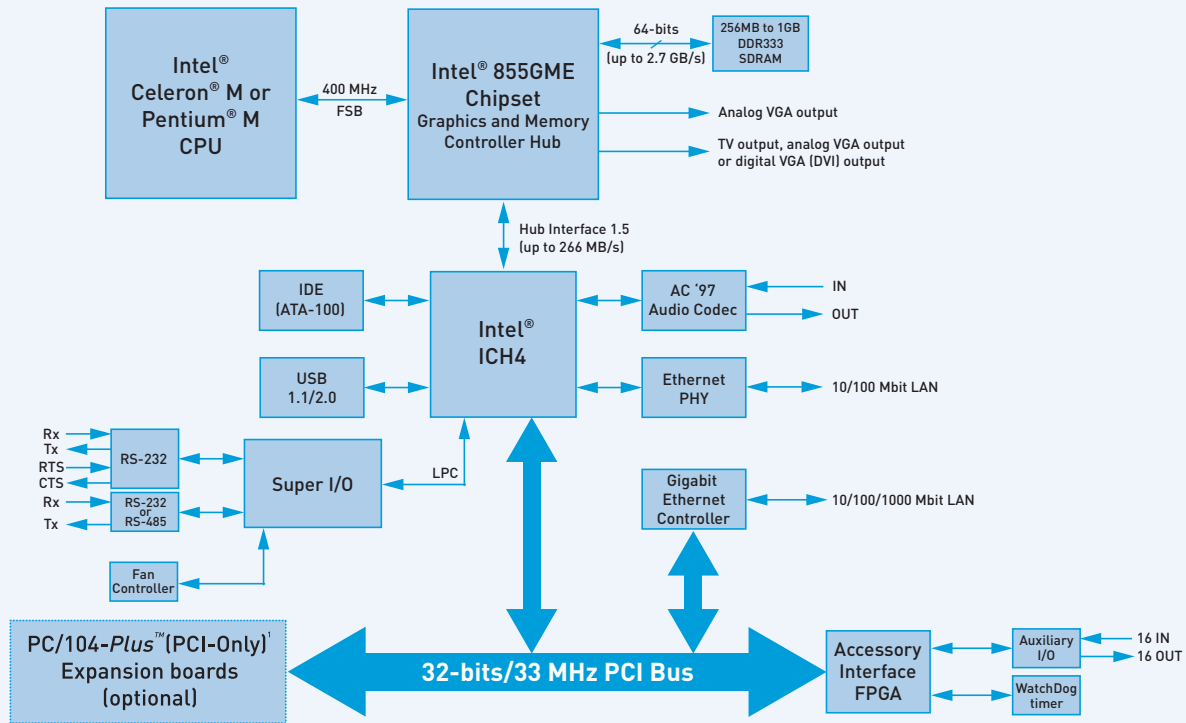 Intel®
Celeron® M or
Pentium® M
CPU
400 MHz
FSB
Intel® 855GME
Chipset
Graphics and Memory
Controller Hub
64-bits
(up to 2.7 GB/s)
256MB to 1GB
DDR333
SDRAM
Analog VGA output
TV output, analog VGA output
or digital VGA (DVI) output
Hub Interface 1.5
(up to 266 MB/s)
IDE
(ATA-100)
Intel®
ICH4
AC ‘97
Audio Codec
IN
OUT
USB
1.1/2.0
Ethernet
PHY
10/100 Mbit LAN
Rx
Tx
RTS
CTS
RS-232
Rx
Tx
RS-232
or
RS-485
Super I/O
LPC
Gigabit
Ethernet
Controller
10/100/1000 Mbit LAN
Fan
Controller
PC/104-Plus™(PCI-Only)¹
Expansion boards
(optional)
32-bits/33 MHz PCI Bus
Accessory
Interface
FPGA
Auxiliary
I/O
16 IN
16 OUT
WatchDog
timer